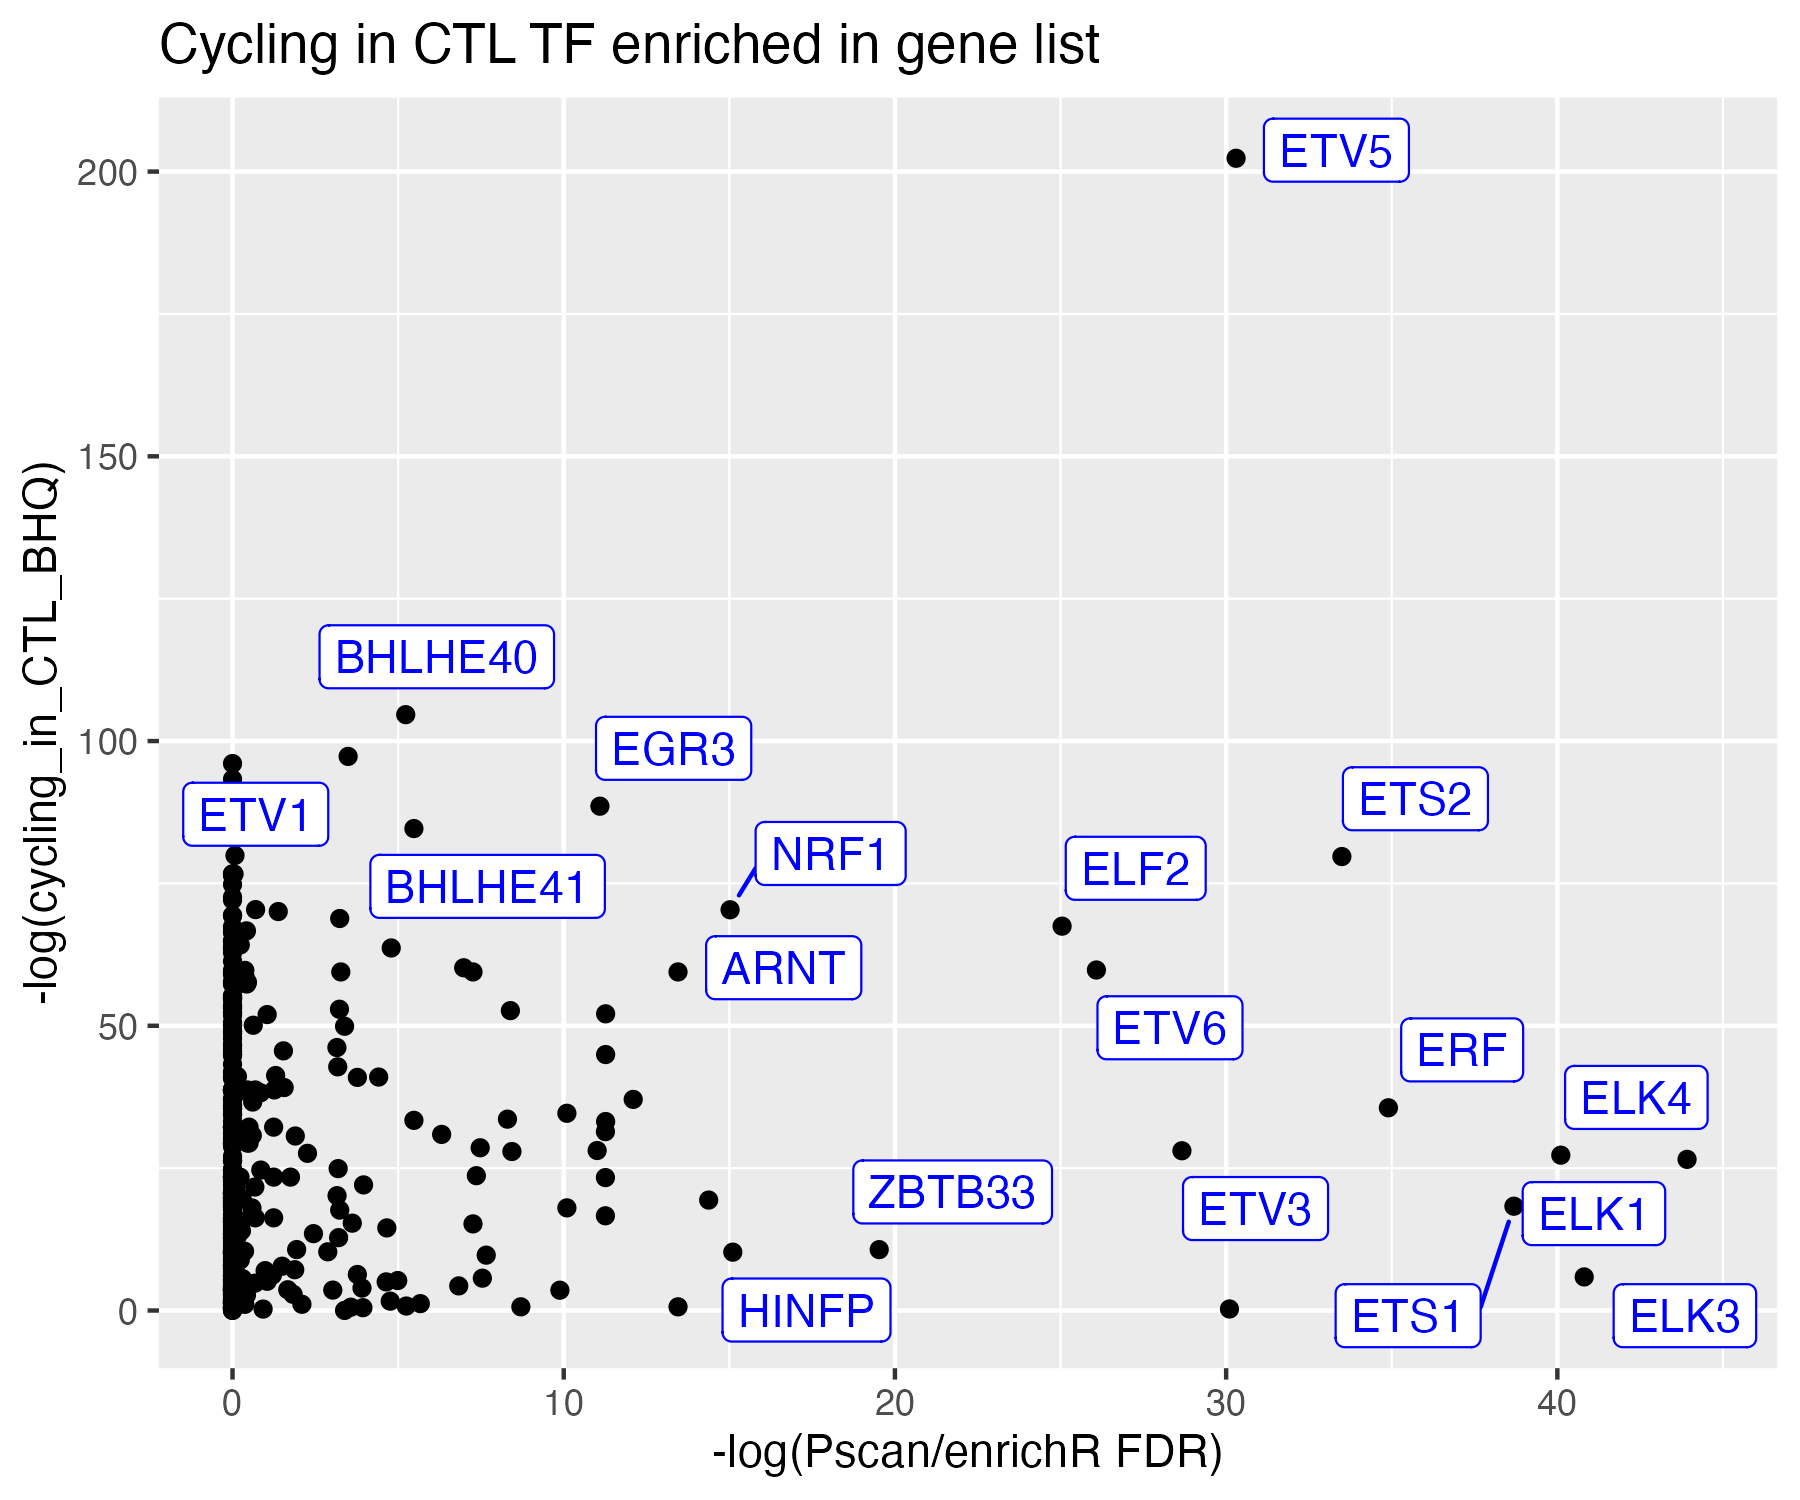 Cycling in CTL TF enriched in gene list
-log(cycling_in_CTL_BHQ)
200
150
100
50
0
ETV5
BHLHE40
EGR3
ETV1
ETS2
NRF1
ELF2
BHLHE41
ARNT
ETV6
ERF
ELK4
ZBTB33
ETV3
ELK1
HINFP
ETS1
ELK3
0
10
20
30
40
-log(Pscan/enrichR FDR)